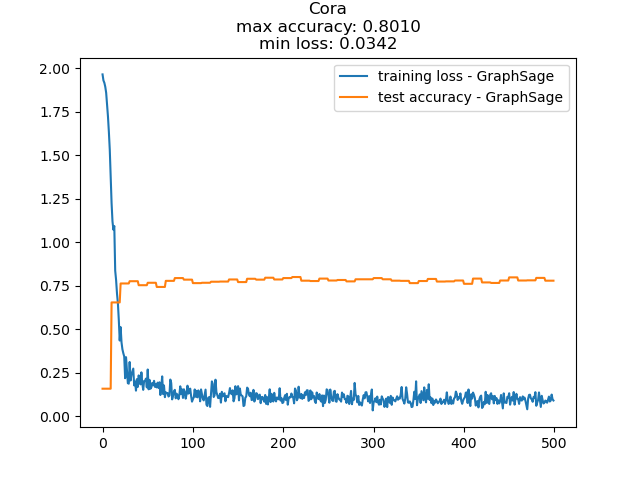 Cora
max accuracy: 0.8010
min loss: 0.0342
training loss - GraphSage
test accuracy - GraphSage
2.00
1.75
1.50
1.25
1.00
0.75
0.50
0.25
0.00
0 100 200 300 400 500